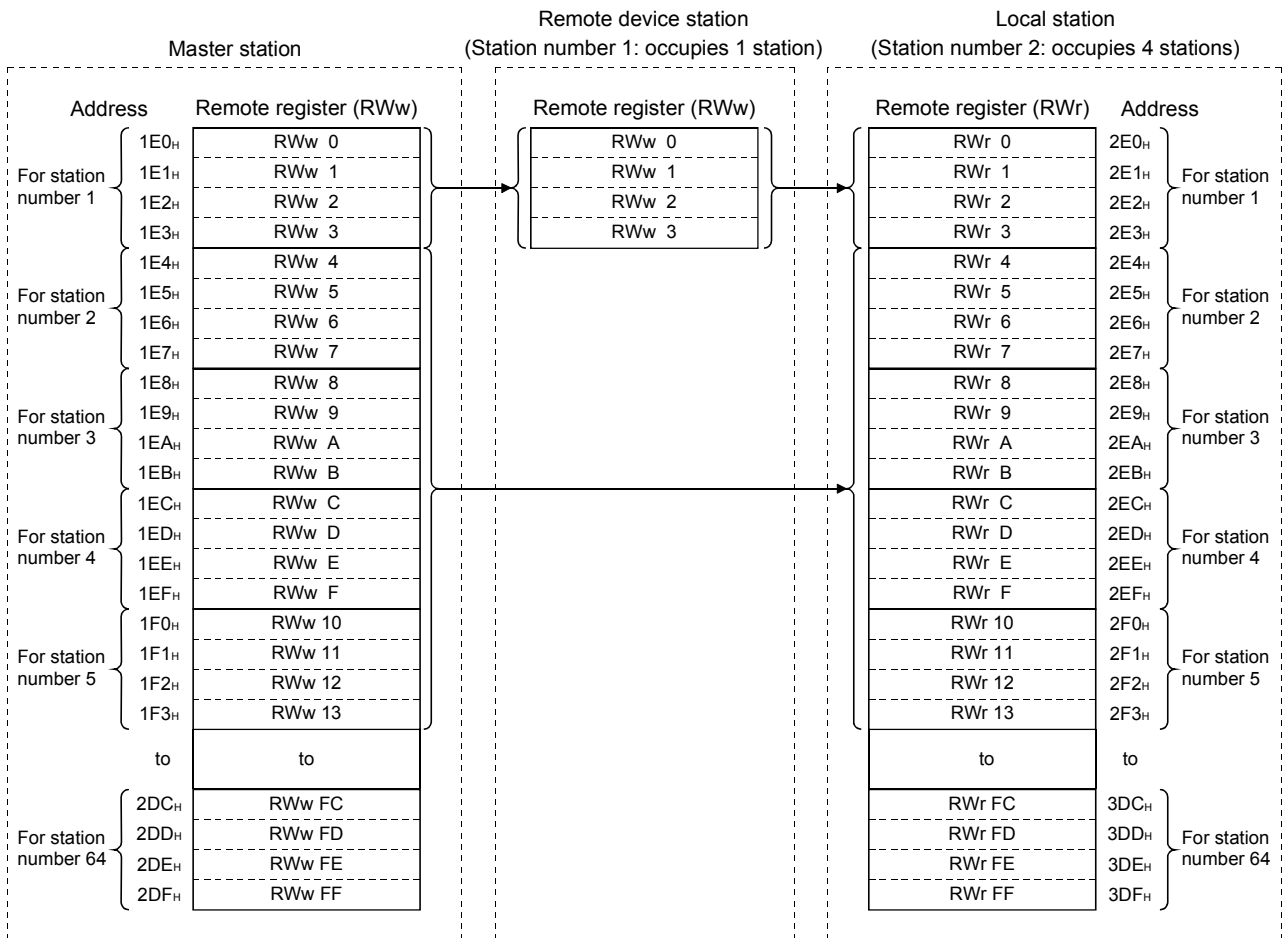 Remote device station Local station
Master station (Station number 1: occupies 1 station) (Station number 2: occupies 4 stations)
Address Remote register (RWw) Remote register (RWw) Remote register (RWr) Address
1E0H RWw 0 RWw 0 RWr 0 2E0H
For station number 1 1E1H RWw 1 RWw 1 RWr 1 2E1H For station number 1
1E2H RWw 2 RWw 2 RWr 2 2E2H
1E3H RWw 3 RWw 3 RWr 3 2E3H
1E4H RWw 4 RWr 4 2E4H
For station number 2 1E5H RWw 5 RWr 5 2E5H For station number 2
1E6H RWw 6 RWr 6 2E6H
1E7H RWw 7 RWr 7 2E7H
1E8H RWw 8 RWr 8 2E8H
For station number 3 1E9H RWw 9 RWr 9 2E9H For station number 3
1EAH RWw A RWr A 2EAH
1EBH RWw B RWr B 2EBH
1ECH RWw C RWr C 2ECH
For station number 4 1EDH RWw D RWr D 2EDH For station number 4
1EEH RWw E RWr E 2EEH
1EFH RWw F RWr F 2EFH
1F0H RWw 10 RWr 10 2F0H
For station number 5 1F1H RWw 11 RWr 11 2F1H For station number 5
1F2H RWw 12 RWr 12 2F2H
1F3H RWw 13 RWr 13 2F3H
to to to to
2DCH RWw FC RWr FC 3DCH
For station number 64 2DDH RWw FD RWr FD 3DDH For station number 64
2DEH RWw FE RWr FE 3DEH
2DFH RWw FF RWr FF 3DFH